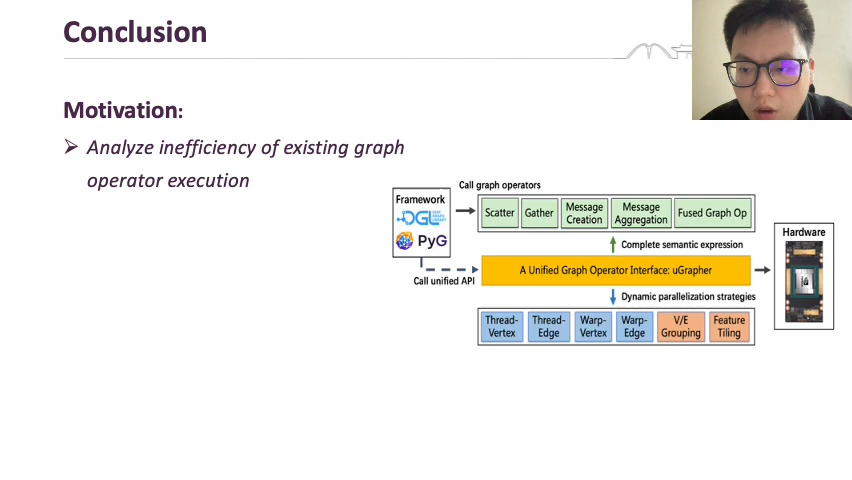 Conclusion
Motivation:
➢ Analyze inefficiency of existing graph
operator execution
Call graph operators
Framework
DGL
PyG
Call unified API
Scatter
Gather
Message
Creation
Message
Aggregation
Fused Graph Op
Complete semantic expression
A Unified Graph Operator Interface: uGrapher
Dynamic parallelization strategies
Thread-
Vertex
Thread-
Edge
Warp-
Vertex
Warp-
Edge
V/E
Grouping
Feature
Tiling
Hardware